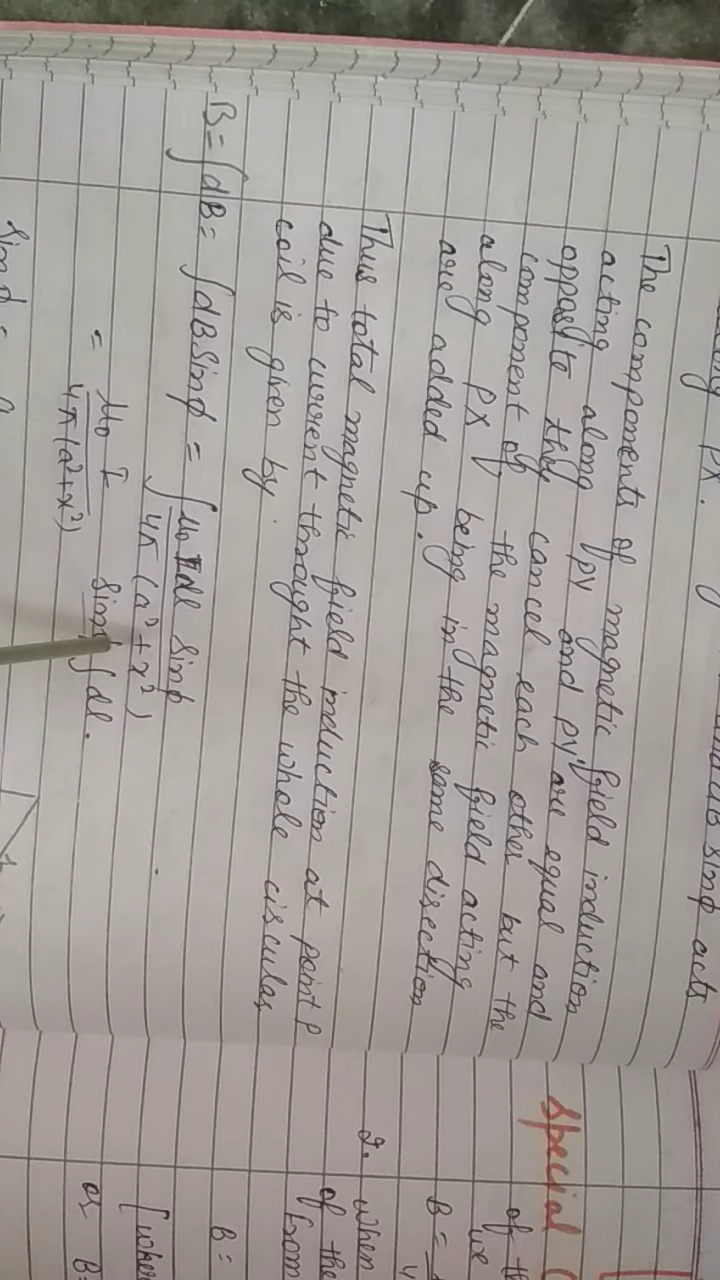 PX.
dB sinϕ acts
The components of magnetic field induction
acting along py and py' are equal and
opposite they cancel each other but the
component of the magnetic field acting
along PX being in the same direction
are added up.
Thus total magnetic field induction at point P
due to current throught the whole circular
coil is given by.
B = ∫dB = ∫dB Sinϕ = ∫ μ₀ Idl Sinϕ / 4π (a² + x²)
= μ₀ I / 4π (a²+x²) Sinϕ ∫dl.
Sinϕ =
Special
of th
we
B =
2. when
of the
from
B =
[where
or B=